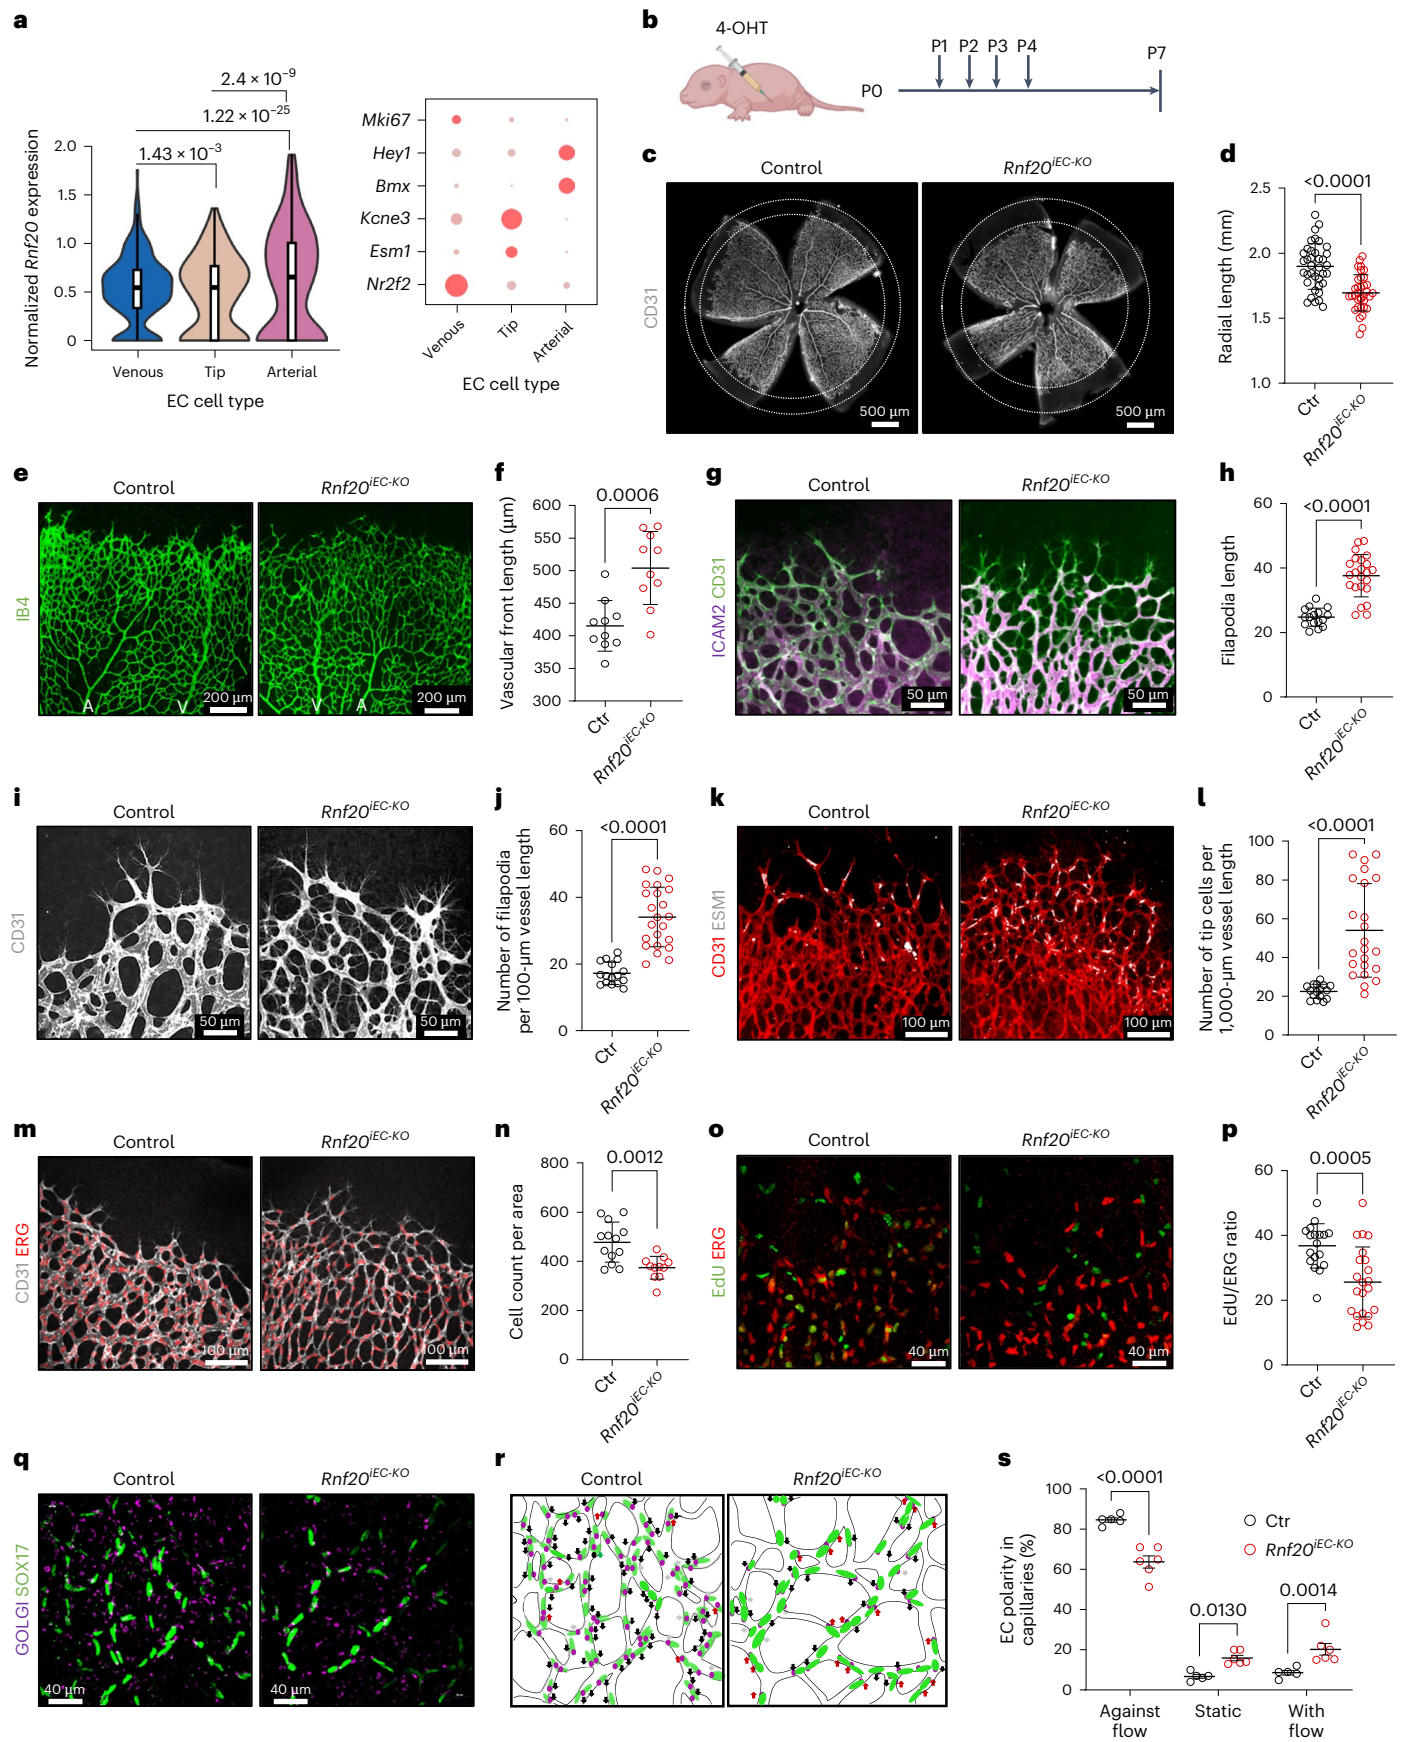 a
Normalized Rnf20 expression
2.4 × 10−9
1.22 × 10−25
1.43 × 10−3
2.0
1.5
1.0
0.5
0
Venous
Tip
Arterial
EC cell type
Mki67
Hey1
Bmx
Kcne3
Esm1
Nr2f2
Venous
Tip
Arterial
EC cell type
b
4-OHT
P0
P1
P2
P3
P4
P7
c
Control
Rnf20iEC-KO
CD31
500 µm
500 µm
d
Radial length (mm)
<0.0001
2.5
2.0
1.5
1.0
Ctr
Rnf20iEC-KO
e
Control
Rnf20iEC-KO
IB4
A
V
200 µm
V
A
200 µm
f
Vascular front length (µm)
0.0006
600
550
500
450
400
350
300
Ctr
Rnf20iEC-KO
g
Control
Rnf20iEC-KO
ICAM2 CD31
50 µm
50 µm
h
Filapodia length
<0.0001
60
40
20
0
Ctr
Rnf20iEC-KO
i
Control
Rnf20iEC-KO
CD31
50 µm
50 µm
j
Number of filapodia
per 100-µm vessel length
<0.0001
60
40
20
0
Ctr
Rnf20iEC-KO
k
Control
Rnf20iEC-KO
CD31 ESM1
100 µm
100 µm
l
Number of tip cells per
1,000-µm vessel length
<0.0001
100
80
60
40
20
0
Ctr
Rnf20iEC-KO
m
Control
Rnf20iEC-KO
CD31 ERG
100 µm
100 µm
n
Cell count per area
0.0012
800
600
400
200
0
Ctr
Rnf20iEC-KO
o
Control
Rnf20iEC-KO
EdU ERG
40 µm
40 µm
p
EdU/ERG ratio
0.0005
60
40
20
0
Ctr
Rnf20iEC-KO
q
Control
Rnf20iEC-KO
GOLGI SOX17
40 µm
40 µm
r
Control
Rnf20iEC-KO
s
EC polarity in
capillaries (%)
<0.0001
0.0130
0.0014
100
80
60
40
20
0
Ctr
Rnf20iEC-KO
Against
flow
Static
With
flow